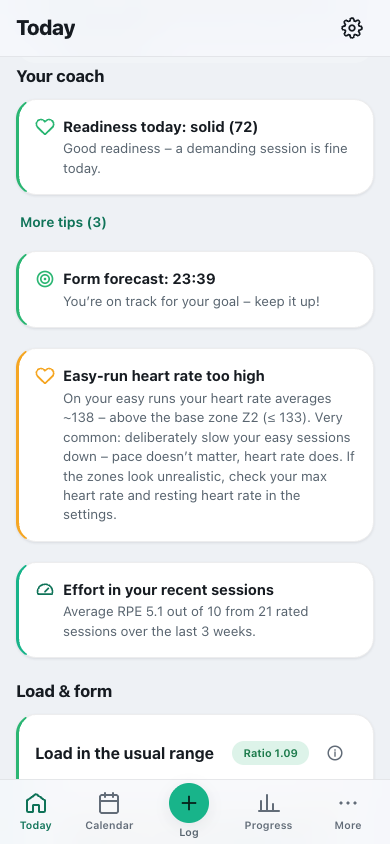 Today
Your coach
Readiness today: solid (72)
Good readiness – a demanding session is fine
today.
More tips (3)
Form forecast: 23:39
You’re on track for your goal – keep it up!
Easy-run heart rate too high
On your easy runs your heart rate averages
~138 – above the base zone Z2 (≤ 133). Very
common: deliberately slow your easy sessions
down – pace doesn’t matter, heart rate does. If
the zones look unrealistic, check your max
heart rate and resting heart rate in the
settings.
Effort in your recent sessions
Average RPE 5.1 out of 10 from 21 rated
sessions over the last 3 weeks.
Load & form
Load in the usual range
Ratio 1.09
Today
Calendar
Log
Progress
More